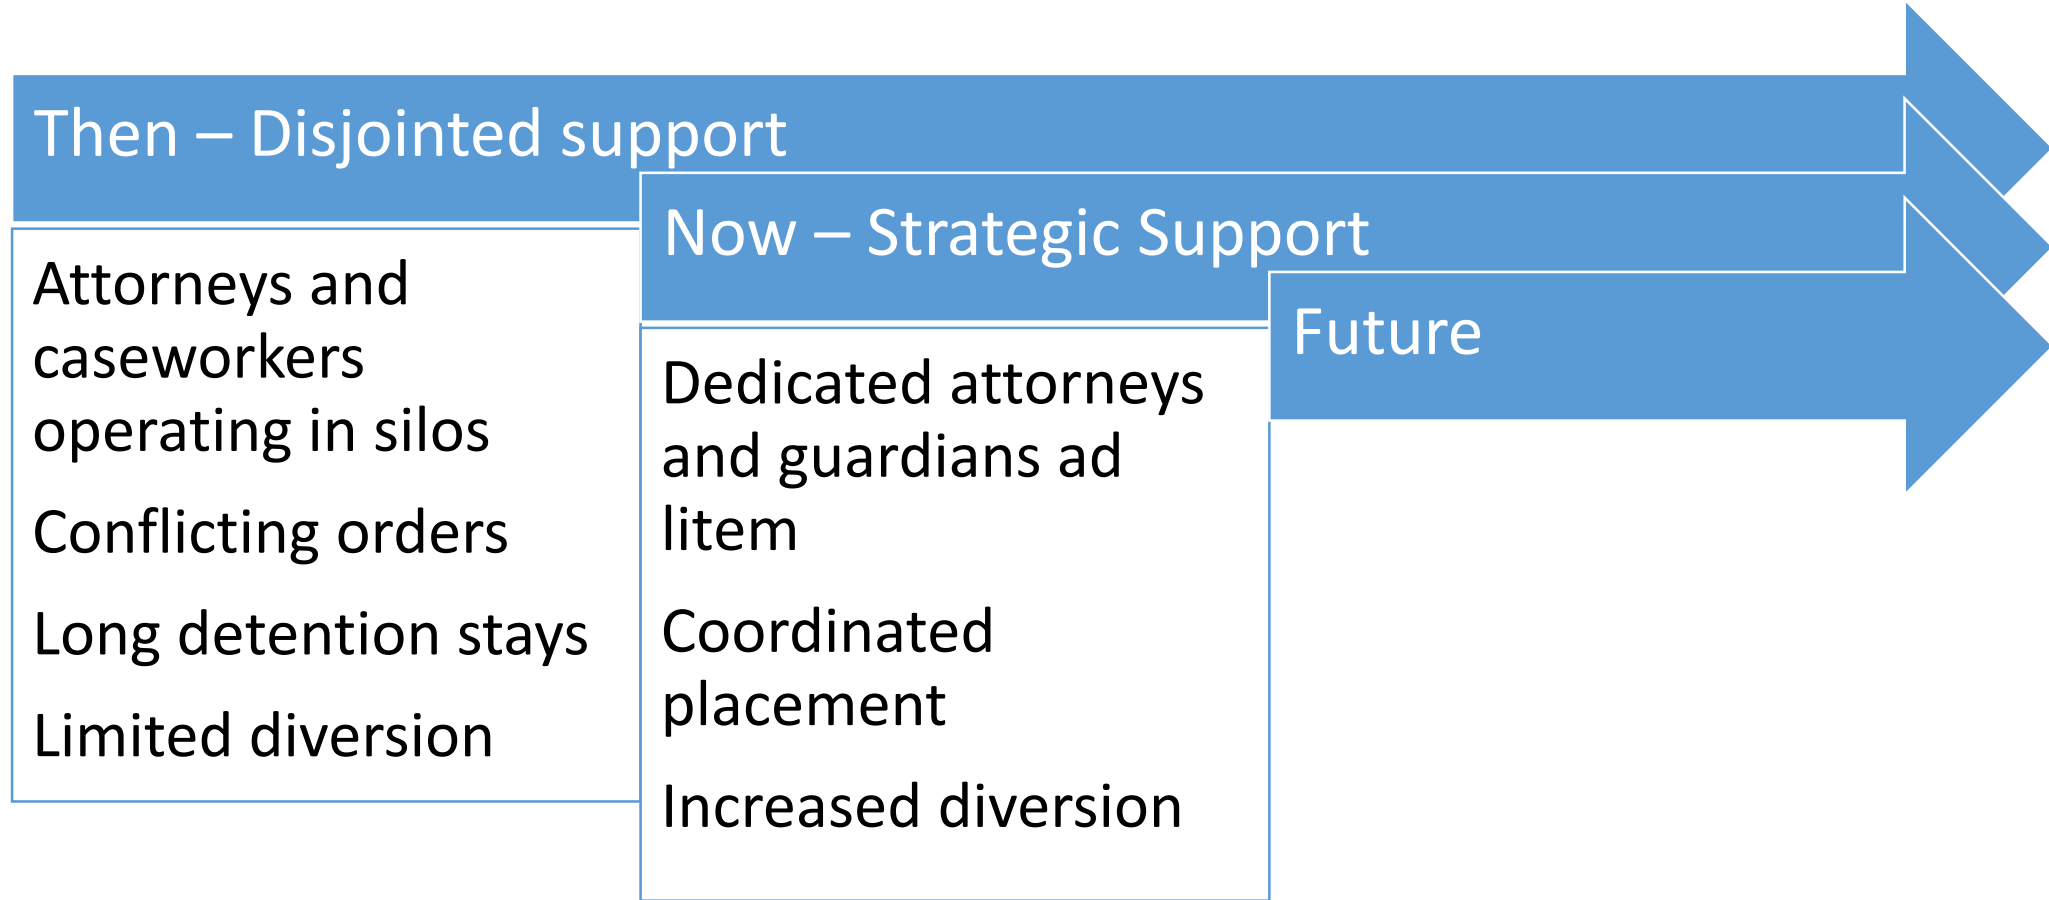 Then – Disjointed support
Attorneys and
caseworkers
operating in silos
Conflicting orders
Long detention stays
Limited diversion
Now – Strategic Support
Dedicated attorneys
and guardians ad
litem
Coordinated
placement
Increased diversion
Future